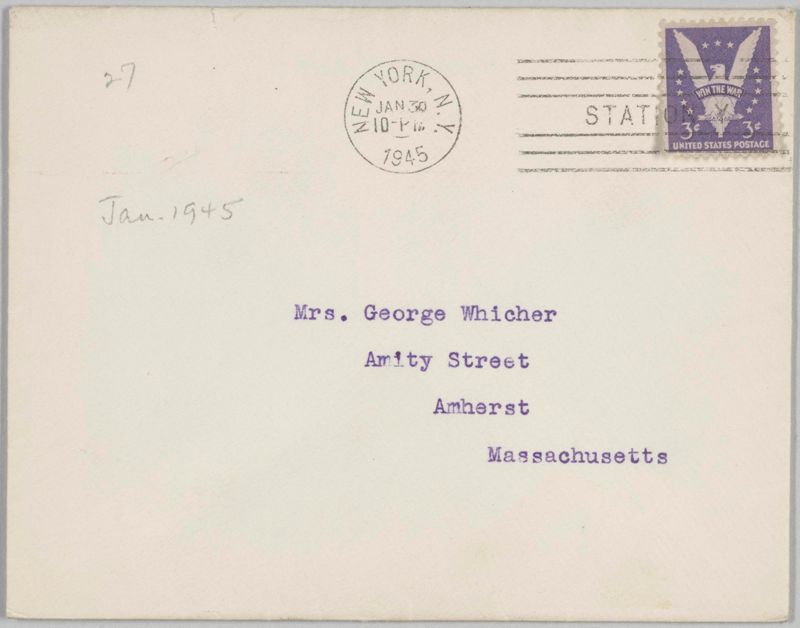 27
NEW YORK, N.Y.
JAN 30
10-PM
1945
STATION X
WIN THE WAR
3¢ 3¢
UNITED STATES POSTAGE
Jan. 1945
Mrs. George Whicher
Amity Street
Amherst
Massachusetts